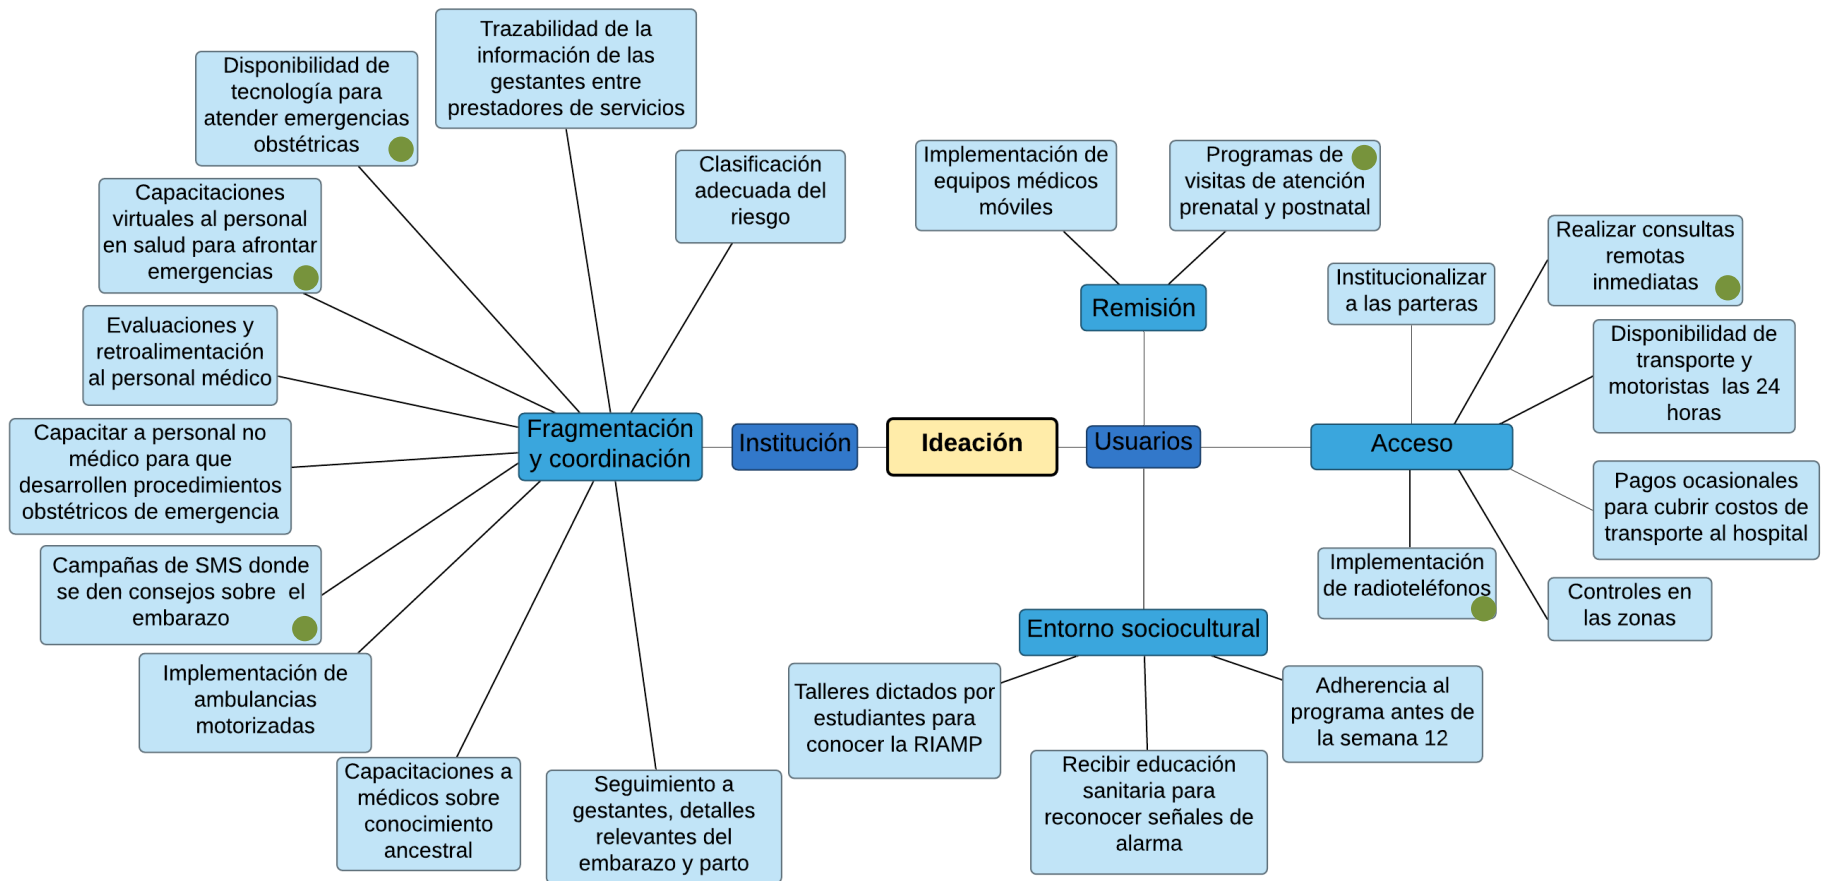 Trazabilidad de la
información de las
gestantes entre
prestadores de servicios
Disponibilidad de
tecnología para
atender emergencias
obstétricas
Clasificación
adecuada del
riesgo
Capacitaciones
virtuales al personal
en salud para afrontar
emergencias
Evaluaciones y
retroalimentación
al personal médico
Capacitar a personal no
médico para que
desarrollen procedimientos
obstétricos de emergencia
Campañas de SMS donde
se den consejos sobre el
embarazo
Implementación de
ambulancias
motorizadas
Capacitaciones a
médicos sobre
conocimiento
ancestral
Seguimiento a
gestantes, detalles
relevantes del
embarazo y parto
Fragmentación
y coordinación
Institución
Ideación
Usuarios
Remisión
Implementación de
equipos médicos
móviles
Programas de
visitas de atención
prenatal y postnatal
Acceso
Institucionalizar
a las parteras
Realizar consultas
remotas
inmediatas
Disponibilidad de
transporte y
motoristas las 24
horas
Pagos ocasionales
para cubrir costos de
transporte al hospital
Controles en
las zonas
Implementación
de radioteléfonos
Entorno sociocultural
Talleres dictados por
estudiantes para
conocer la RIAMP
Recibir educación
sanitaria para
reconocer señales de
alarma
Adherencia al
programa antes de
la semana 12